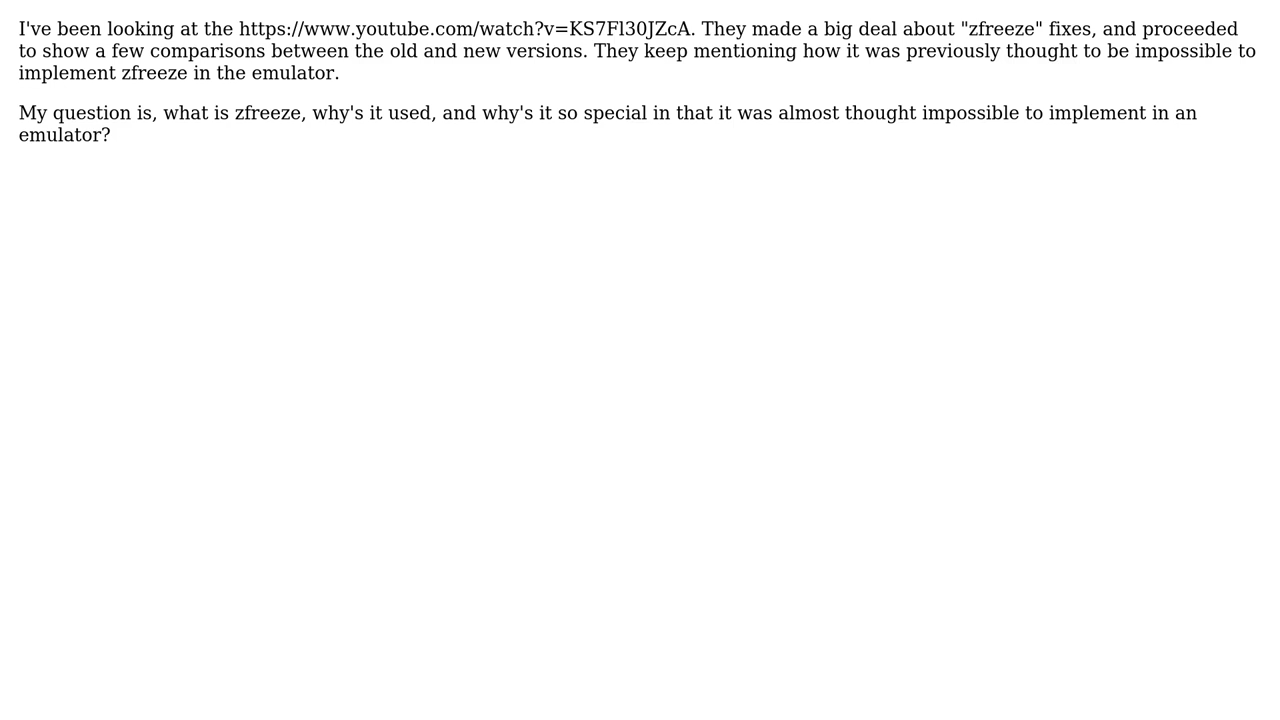 I've been looking at the https://www.youtube.com/watch?v=KS7Fl30JZcA. They made a big deal about "zfreeze" fixes, and proceeded
to show a few comparisons between the old and new versions. They keep mentioning how it was previously thought to be impossible to
implement zfreeze in the emulator.
My question is, what is zfreeze, why's it used, and why's it so special in that it was almost thought impossible to implement in an
emulator?